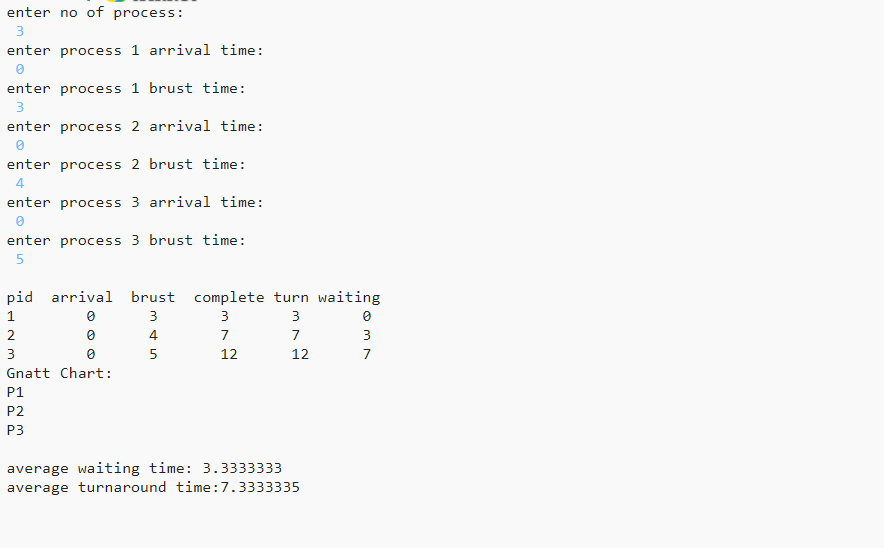 enter no of process:
3
enter process 1 arrival time:
0
enter process 1 brust time:
3
enter process 2 arrival time:
0
enter process 2 brust time:
4
enter process 3 arrival time:
0
enter process 3 brust time:
5
pid arrival brust complete turn waiting
1 0 3 3 3 0
2 0 4 7 7 3
3 0 5 12 12 7
Gnatt Chart:
P1
P2
P3
average waiting time: 3.3333333
average turnaround time:7.3333335